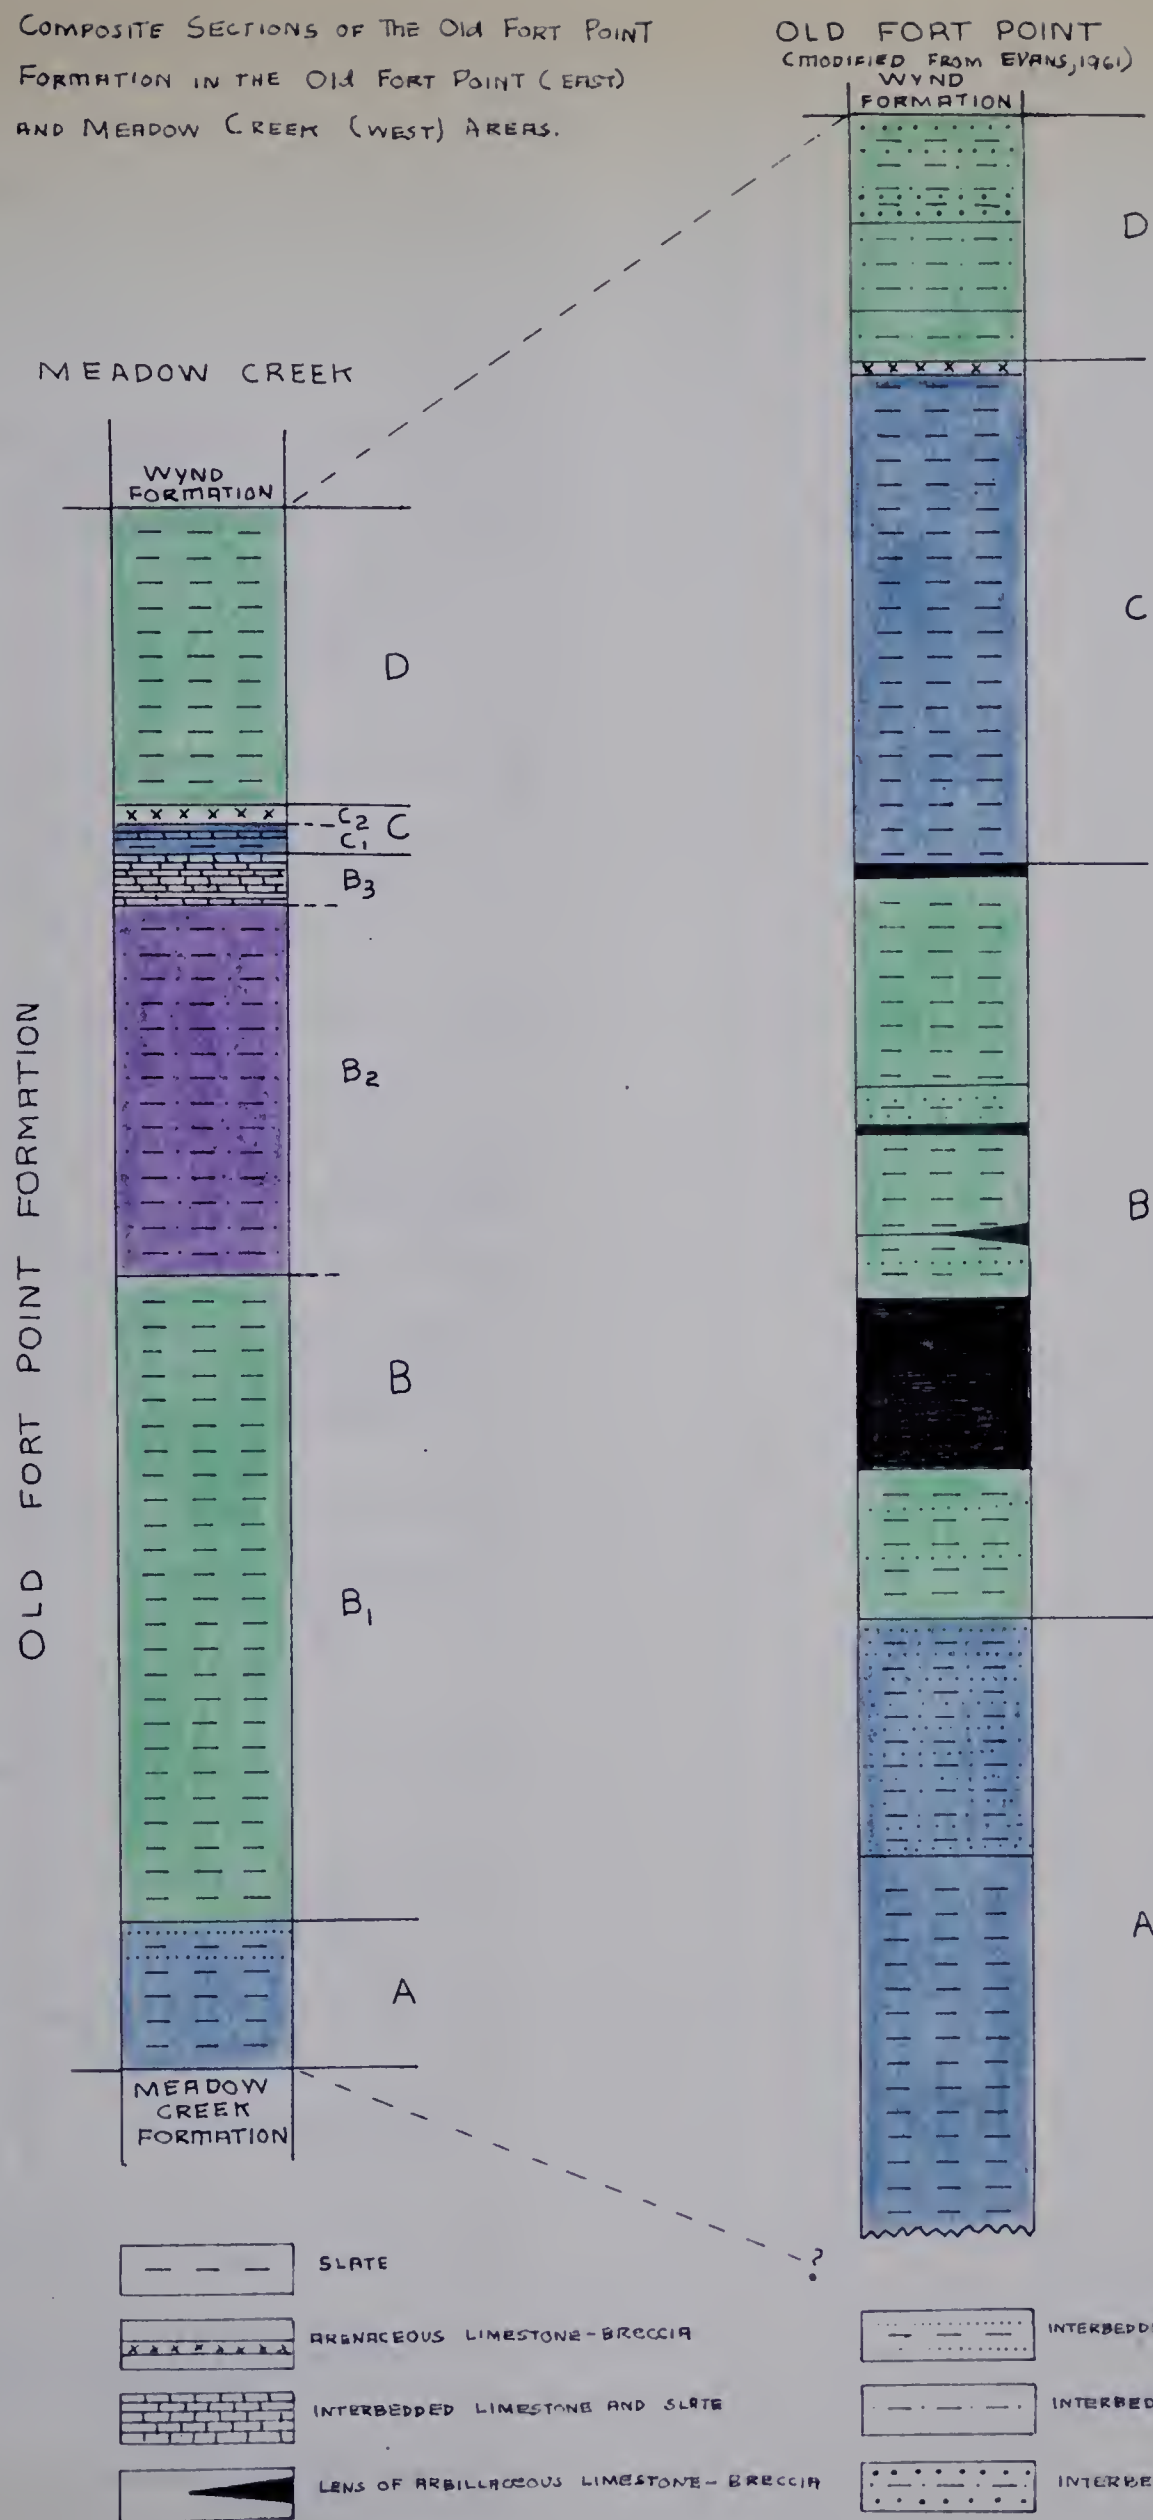 COMPOSITE SECTIONS OF THE Old FORT POINT
FORMATION IN THE Old FORT POINT (EAST)
AND MEADOW CREEK (WEST) AREAS.
OLD FORT POINT
(MODIFIED FROM EVANS, 1961)
WYND
FORMATION
D
C
B
A
MEADOW CREEK
WYND
FORMATION
D
C2
C
C1
B3
B2
B
B1
A
MEADOW
CREEK
FORMATION
OLD FORT POINT FORMATION
?
SLATE
ARENACEOUS LIMESTONE-BRECCIA
INTERBEDDED LIMESTONE AND SLATE
LENS OF ARGILLACEOUS LIMESTONE-BRECCIA
INTERBEDD
INTERBED
INTERBE